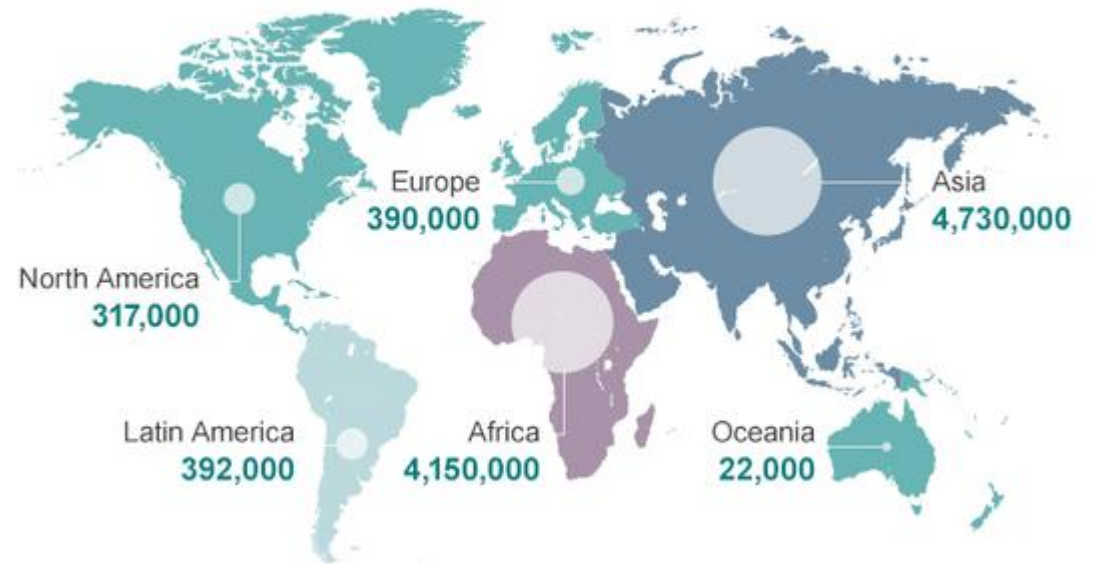 Europe
390,000
Asia
4,730,000
North America
317,000
Latin America
392,000
Africa
4,150,000
Oceania
22,000